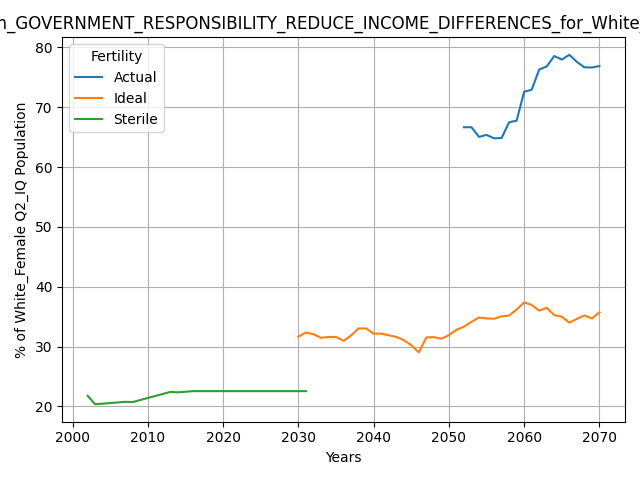 GOVERNMENT_RESPONSIBILITY_REDUCE_INCOME_DIFFERENCES_for_White_
Fertility
Actual
Ideal
Sterile
% of White_Female Q2_IQ Population
80
70
60
50
40
30
20
2000 2010 2020 2030 2040 2050 2060 2070
Years